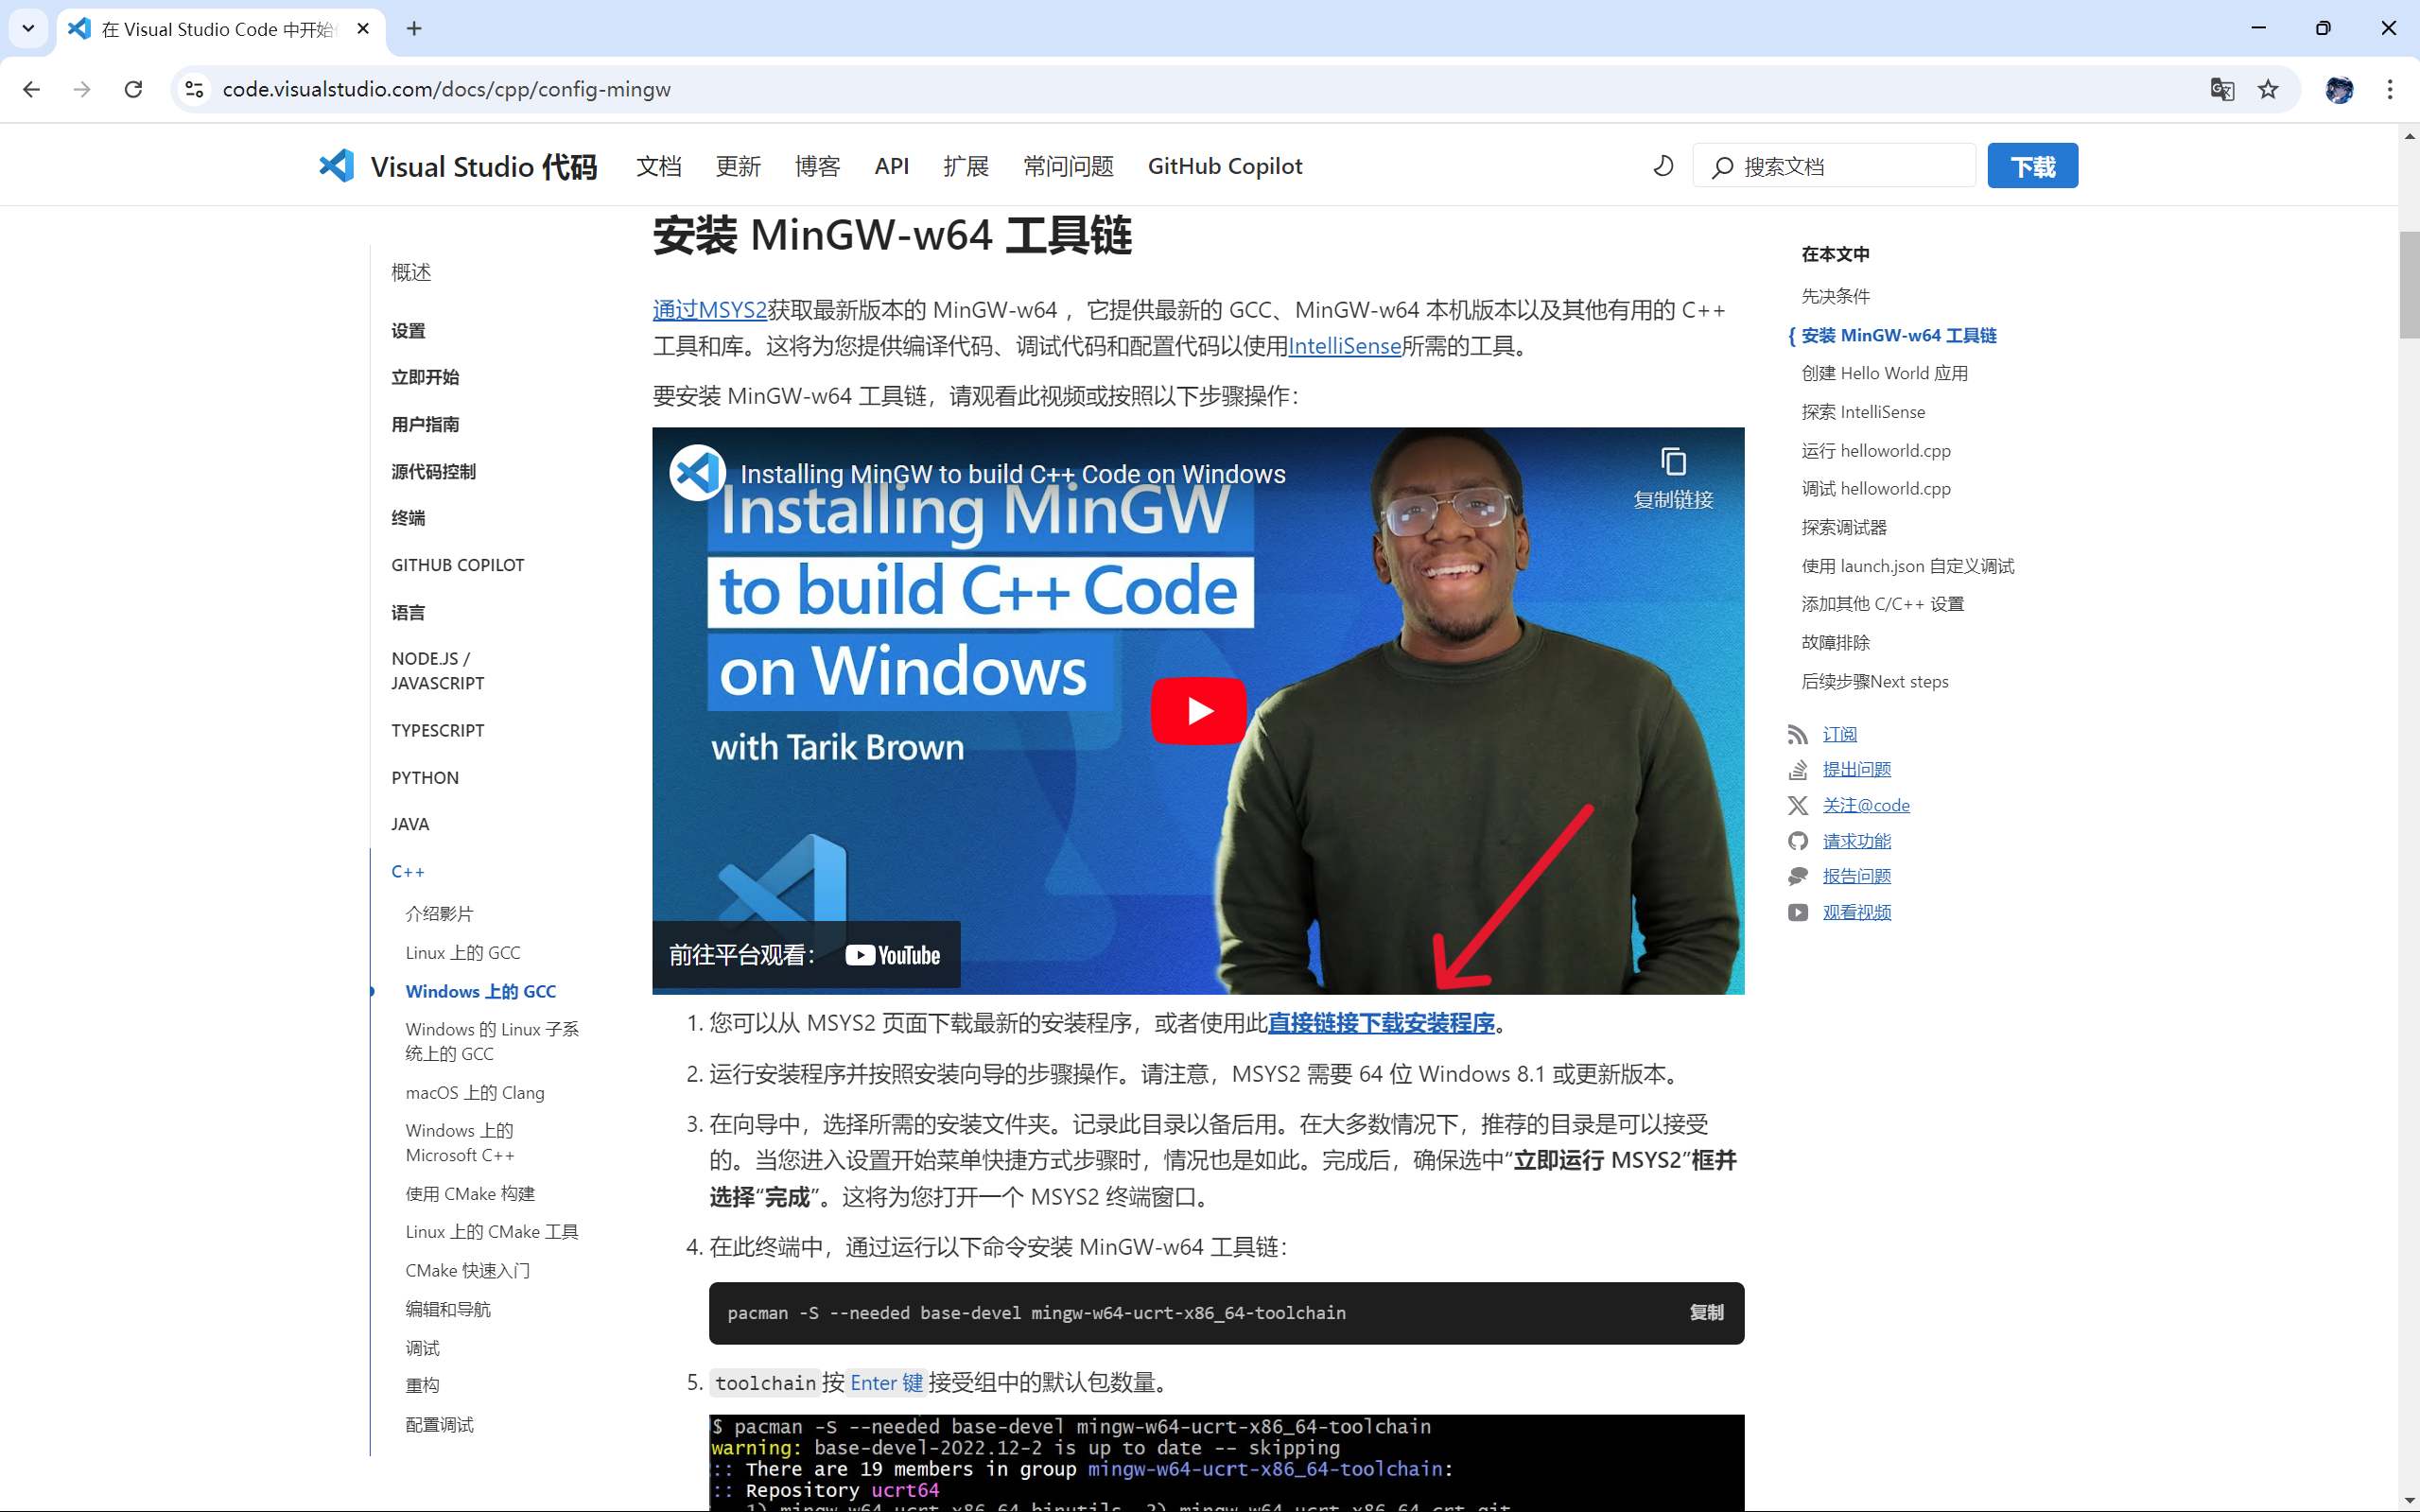 在 Visual Studio Code 中开始
code.visualstudio.com/docs/cpp/config-mingw
Visual Studio 代码
文档
更新
博客
API
扩展
常问问题
GitHub Copilot
搜索文档
下载
概述
设置
立即开始
用户指南
源代码控制
终端
GITHUB COPILOT
语言
NODE.JS /
JAVASCRIPT
TYPESCRIPT
PYTHON
JAVA
C++
介绍影片
Linux 上的 GCC
Windows 上的 GCC
Windows 的 Linux 子系
统上的 GCC
macOS 上的 Clang
Windows 上的
Microsoft C++
使用 CMake 构建
Linux 上的 CMake 工具
CMake 快速入门
编辑和导航
调试
重构
配置调试
安装 MinGW-w64 工具链
通过MSYS2获取最新版本的 MinGW-w64 ，它提供最新的 GCC、MinGW-w64 本机版本以及其他有用的 C++
工具和库。这将为您提供编译代码、调试代码和配置代码以使用IntelliSense所需的工具。
要安装 MinGW-w64 工具链，请观看此视频或按照以下步骤操作：
Installing MinGW to build C++ Code on Windows
复制链接
Installing MinGW
to build C++ Code
on Windows
with Tarik Brown
前往平台观看：
YouTube
1. 您可以从 MSYS2 页面下载最新的安装程序，或者使用此直接链接下载安装程序。
2. 运行安装程序并按照安装向导的步骤操作。请注意，MSYS2 需要 64 位 Windows 8.1 或更新版本。
3. 在向导中，选择所需的安装文件夹。记录此目录以备后用。在大多数情况下，推荐的目录是可以接受
的。当您进入设置开始菜单快捷方式步骤时，情况也是如此。完成后，确保选中“立即运行 MSYS2”框并
选择“完成”。这将为您打开一个 MSYS2 终端窗口。
4. 在此终端中，通过运行以下命令安装 MinGW-w64 工具链：
pacman -S --needed base-devel mingw-w64-ucrt-x86_64-toolchain
复制
5. toolchain按 Enter 键 接受组中的默认包数量。
$ pacman -S --needed base-devel mingw-w64-ucrt-x86_64-toolchain
warning: base-devel-2022.12-2 is up to date -- skipping
:: There are 19 members in group mingw-w64-ucrt-x86_64-toolchain:
:: Repository ucrt64
在本文中
先决条件
{ 安装 MinGW-w64 工具链
创建 Hello World 应用
探索 IntelliSense
运行 helloworld.cpp
调试 helloworld.cpp
探索调试器
使用 launch.json 自定义调试
添加其他 C/C++ 设置
故障排除
后续步骤Next steps
订阅
提出问题
关注@code
请求功能
报告问题
观看视频